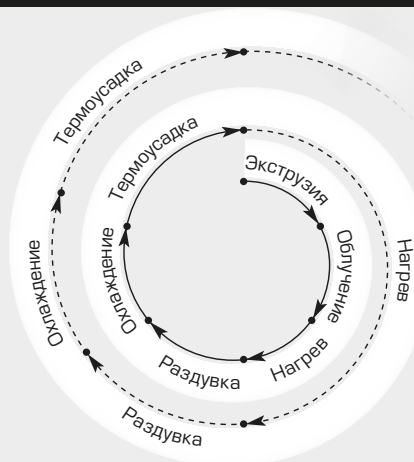 Экструзия
Облучение
Нагрев
Раздувка
Охлаждение
Термоусадка
Нагрев
Раздувка
Охлаждение
Термоусадка